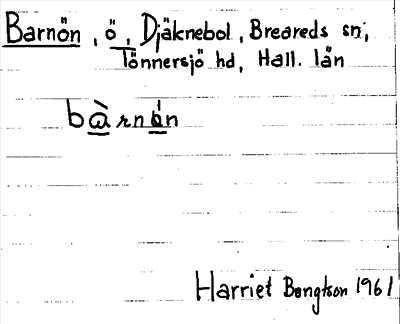 Barnön, ö, Djäknebol, Breareds sn,
Tönnersjö hd, Hall. län
Harriet Bengtson 1961